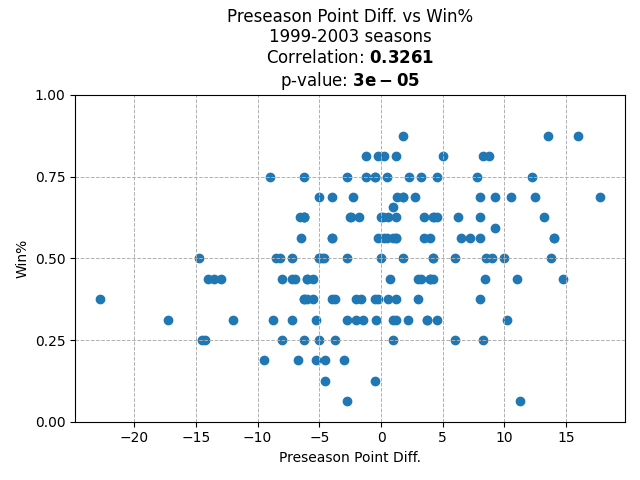 Preseason Point Diff. vs Win%
1999-2003 seasons
Correlation: 0.3261
p-value: 3e − 05
1.00
0.75
0.50
0.25
0.00
Win%
−20 −15 −10 −5 0 5 10 15
Preseason Point Diff.